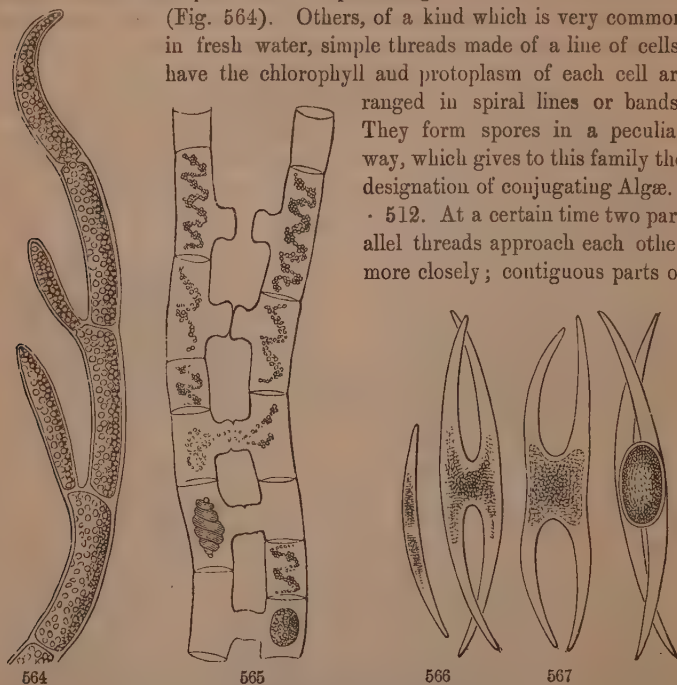 (Fig. 564). Others, of a kind which is very common
in fresh water, simple threads made of a line of cells
have the chlorophyll and protoplasm of each cell ar
ranged in spiral lines or bands
They form spores in a peculia
way, which gives to this family the
designation of conjugating Algæ.
· 512. At a certain time two par
allel threads approach each othe
more closely; contiguous parts o
564 565 566 567